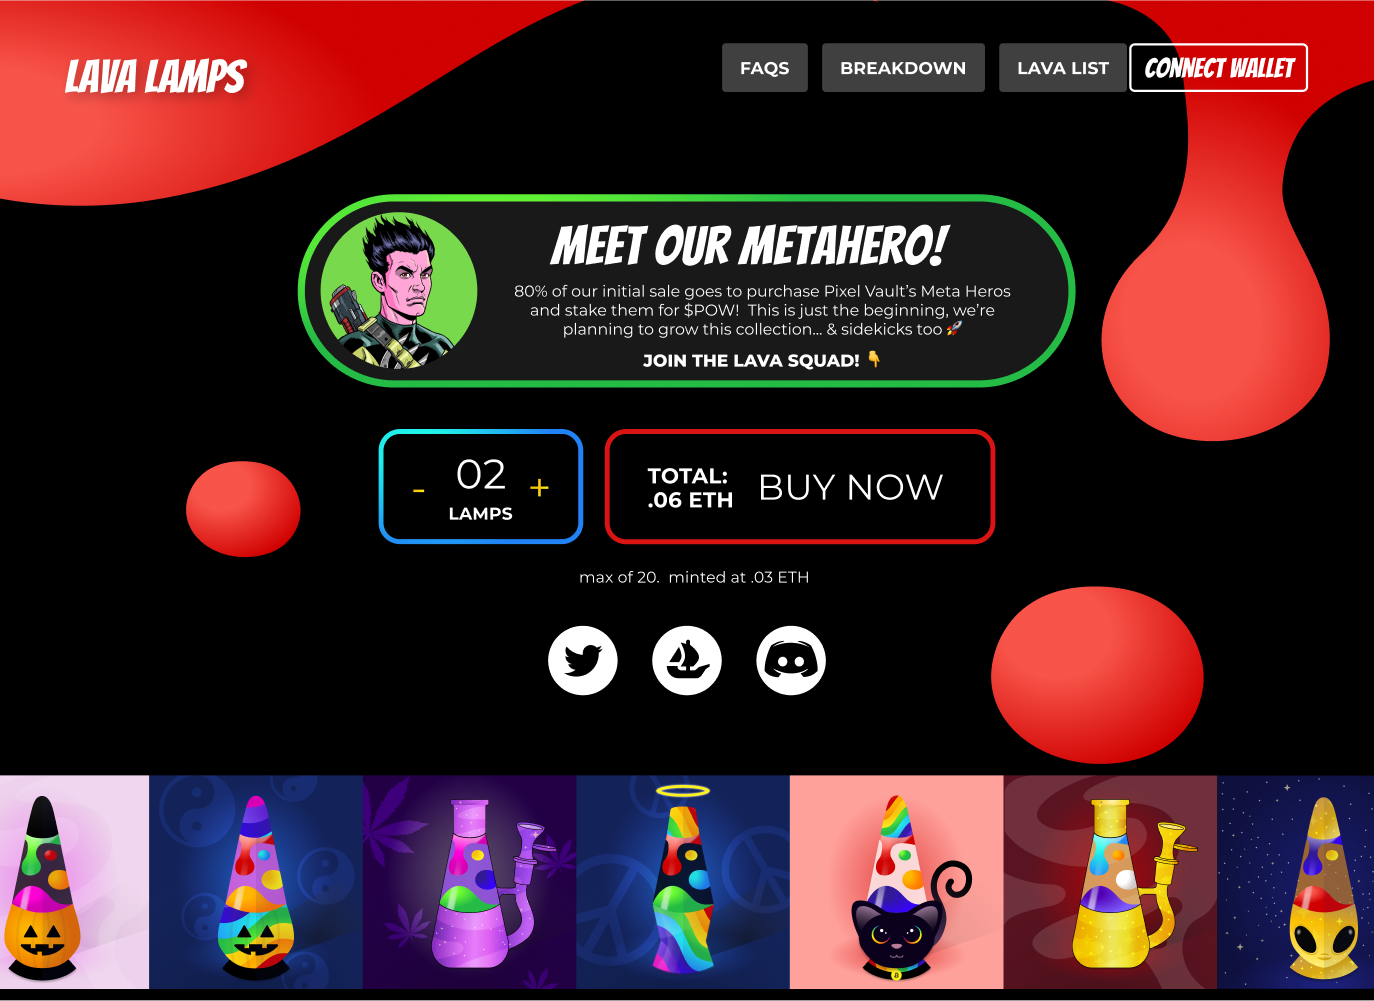 LAVA LAMPS
FAQS
BREAKDOWN
LAVA LIST
CONNECT WALLET
MEET OUR METAHERO!
80% of our initial sale goes to purchase Pixel Vault’s Meta Heros
and stake them for $POW!  This is just the beginning, we’re
planning to grow this collection... & sidekicks too 🚀
JOIN THE LAVA SQUAD! 👇
- 02 +
LAMPS
TOTAL:
.06 ETH
BUY NOW
max of 20.  minted at .03 ETH